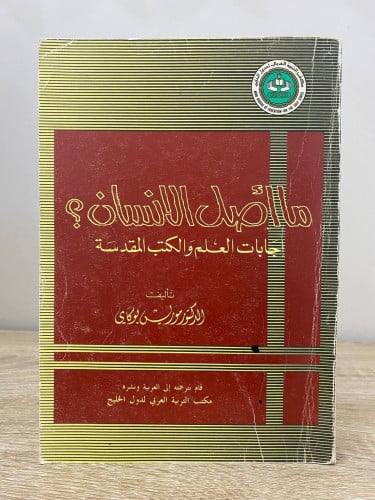 ما أصل الإنسان؟
إجابات العلم والكتب المقدسة
تأليف
الدكتور موريس بوكاي
قام بترجمته إلى العربية ونشره
مكتب التربية العربي لدول الخليج